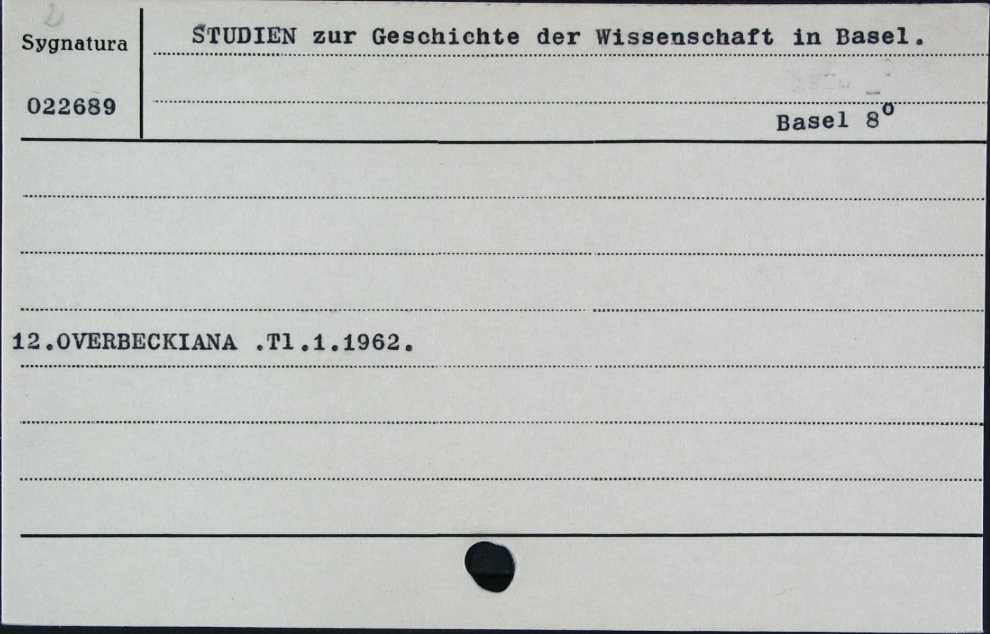 Sygnatura
022689
STUDIEN zur Geschichte der Wissenschaft in Basel.
Basel 8⁰
12.OVERBECKIANA .Tl.1.1962.